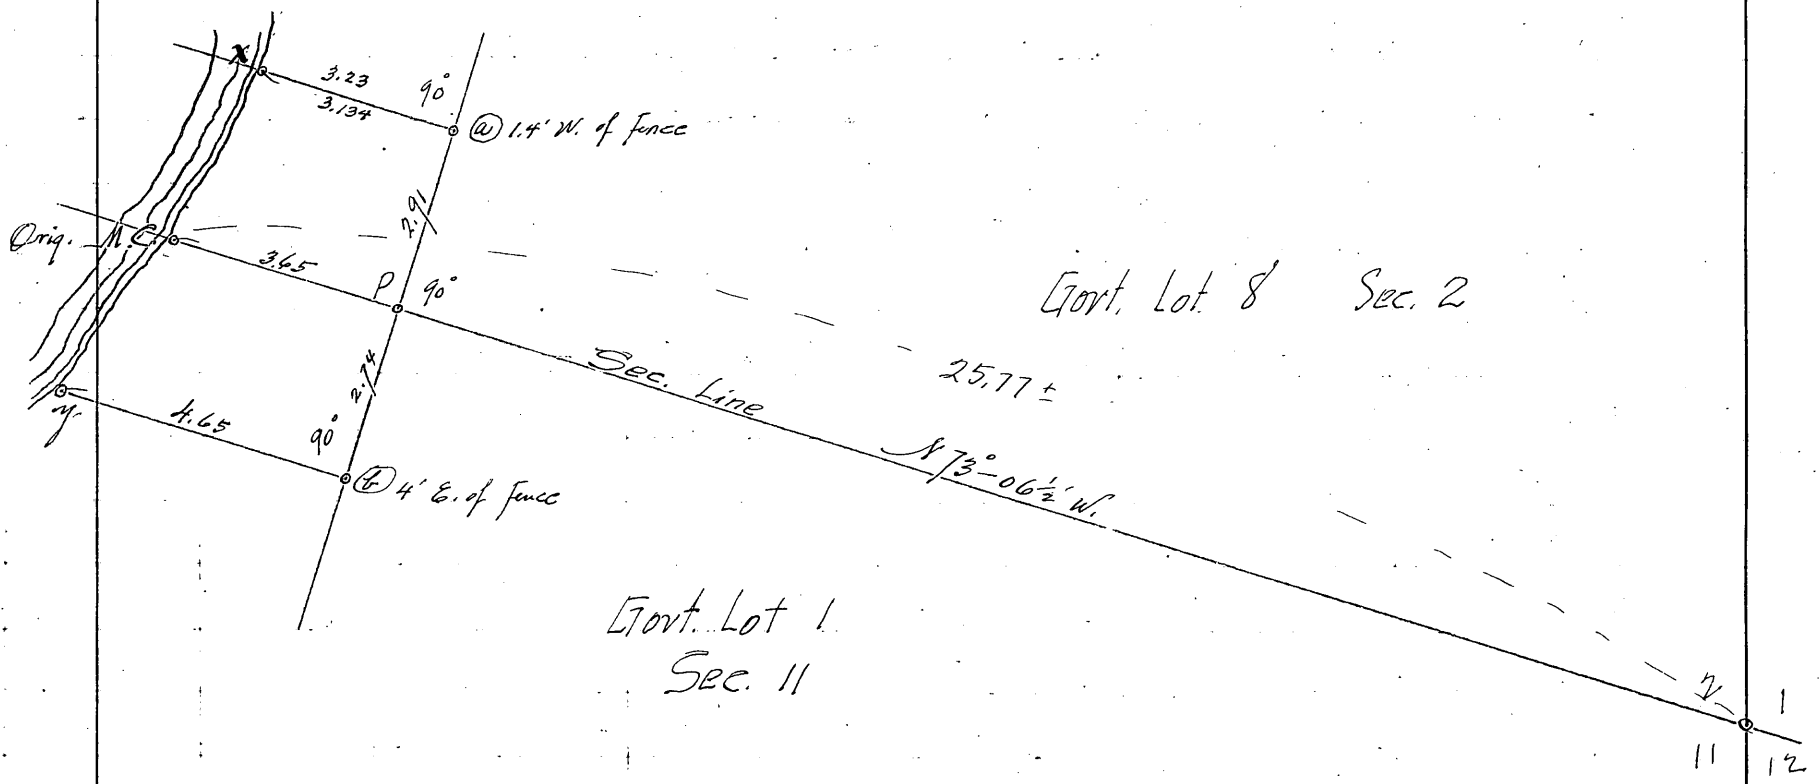 X
3.23
3.134
90°
(a) 1.4' W. of Fence
2.91
Orig. M.C.
3.65
P
90°
Govt. Lot 8 Sec. 2
2.74
Sec. Line
25.77 ±
y
4.65
90°
N 73°-06½' W.
(b) 4' E. of Fence
Govt. Lot 1
Sec. 11
2
1
11
12